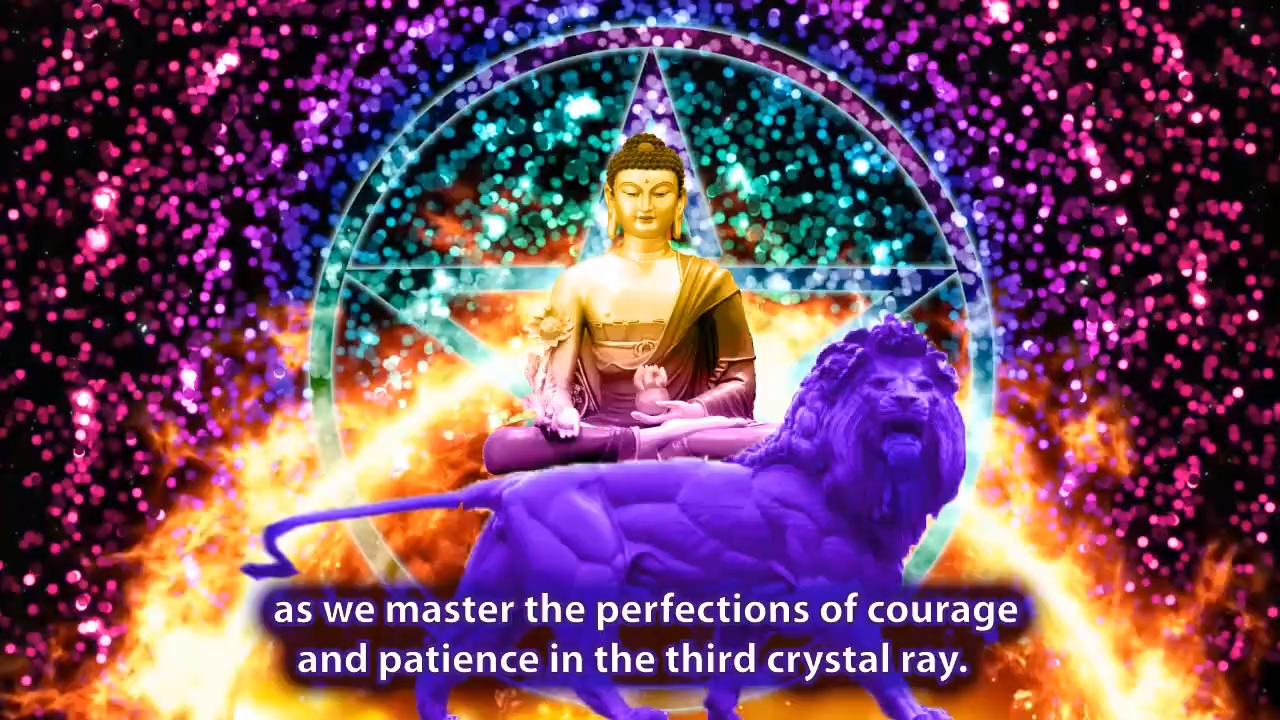 as we master the perfections of courage
and patience in the third crystal ray.